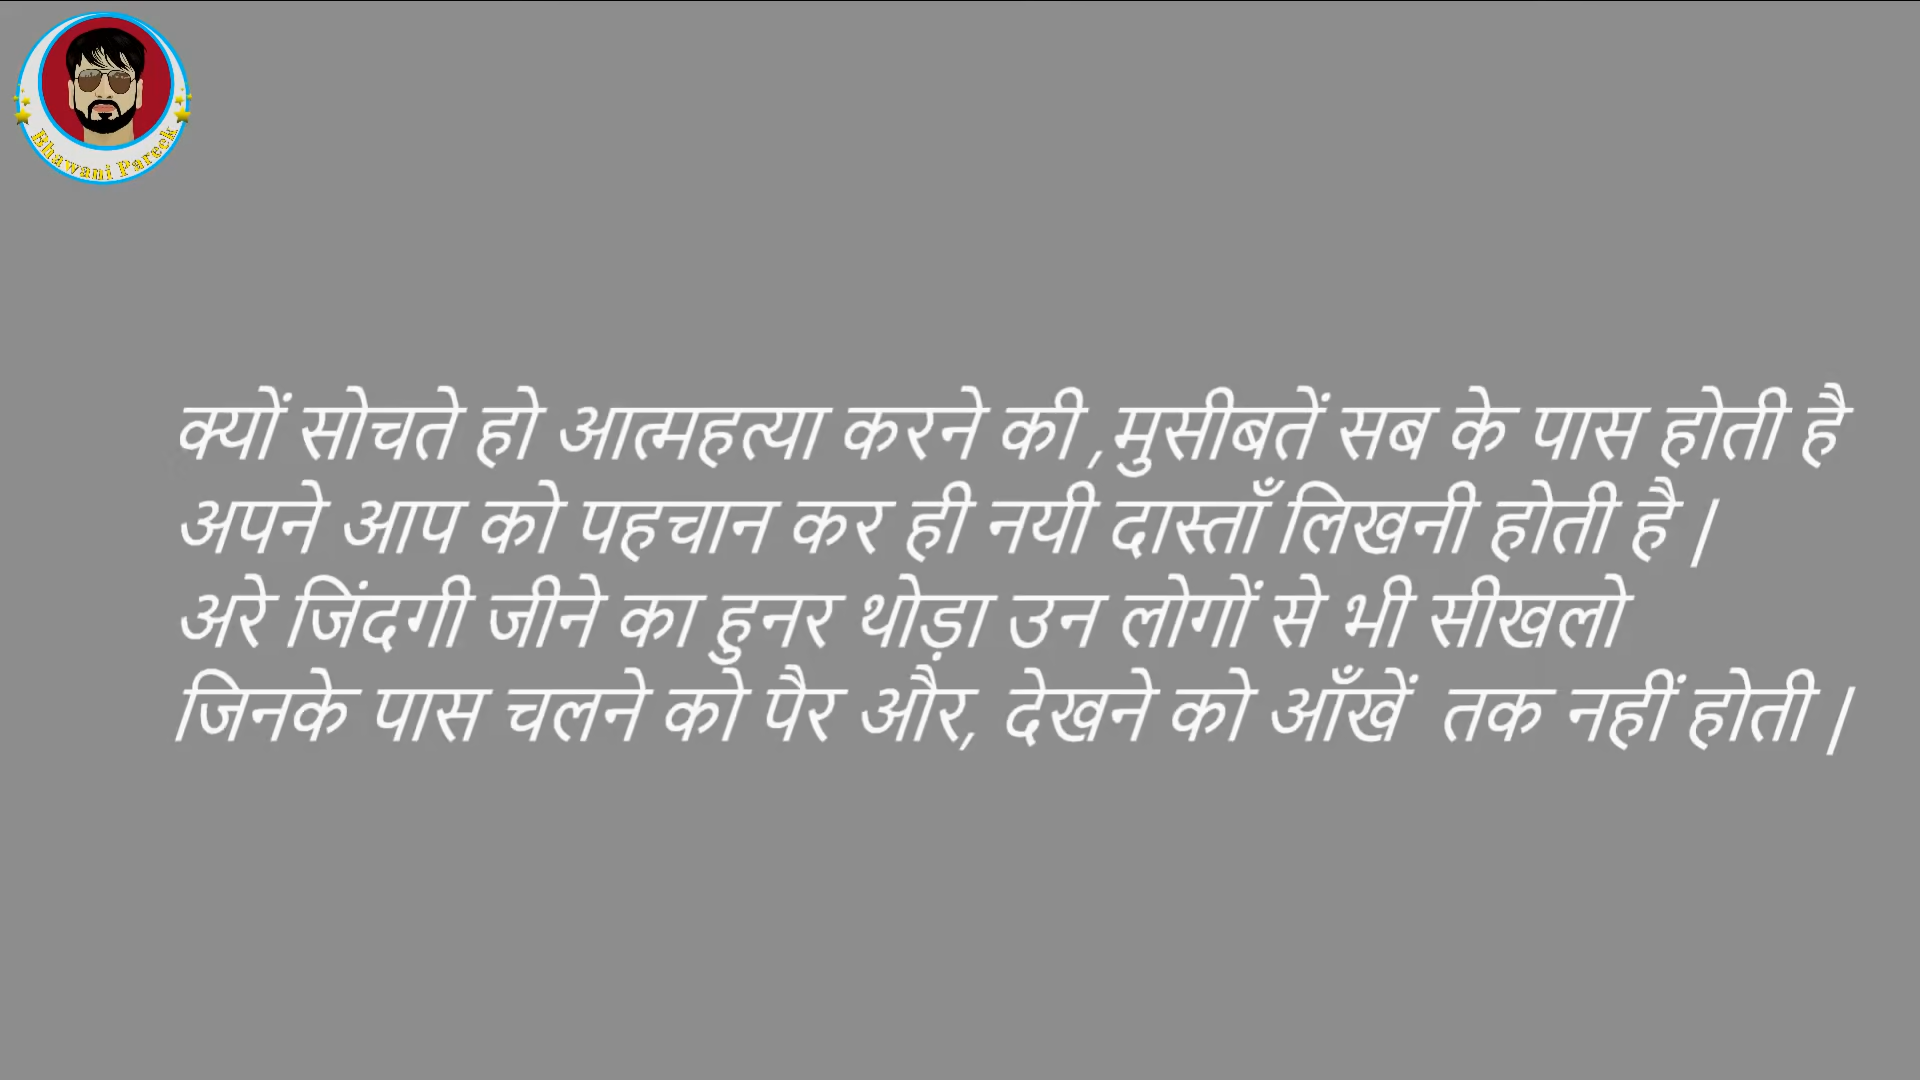 Bhawani Pareek
क्यों सोचते हो आत्महत्या करने की ,मुसीबतें सब के पास होती है
अपने आप को पहचान कर ही नयी दास्ताँ लिखनी होती है |
अरे जिंदगी जीने का हुनर थोड़ा उन लोगों से भी सीखलो
जिनके पास चलने को पैर और, देखने को आँखें तक नहीं होती |